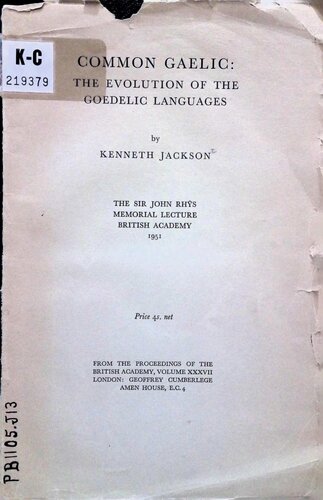 K-C
219379
COMMON GAELIC:
THE EVOLUTION OF THE
GOEDELIC LANGUAGES
by
KENNETH JACKSON
THE SIR JOHN RHŶS
MEMORIAL LECTURE
BRITISH ACADEMY
1951
Price 4s. net
FROM THE PROCEEDINGS OF THE
BRITISH ACADEMY, VOLUME XXXVII
LONDON: GEOFFREY CUMBERLEGE
AMEN HOUSE, E.C. 4
PB1105.J13